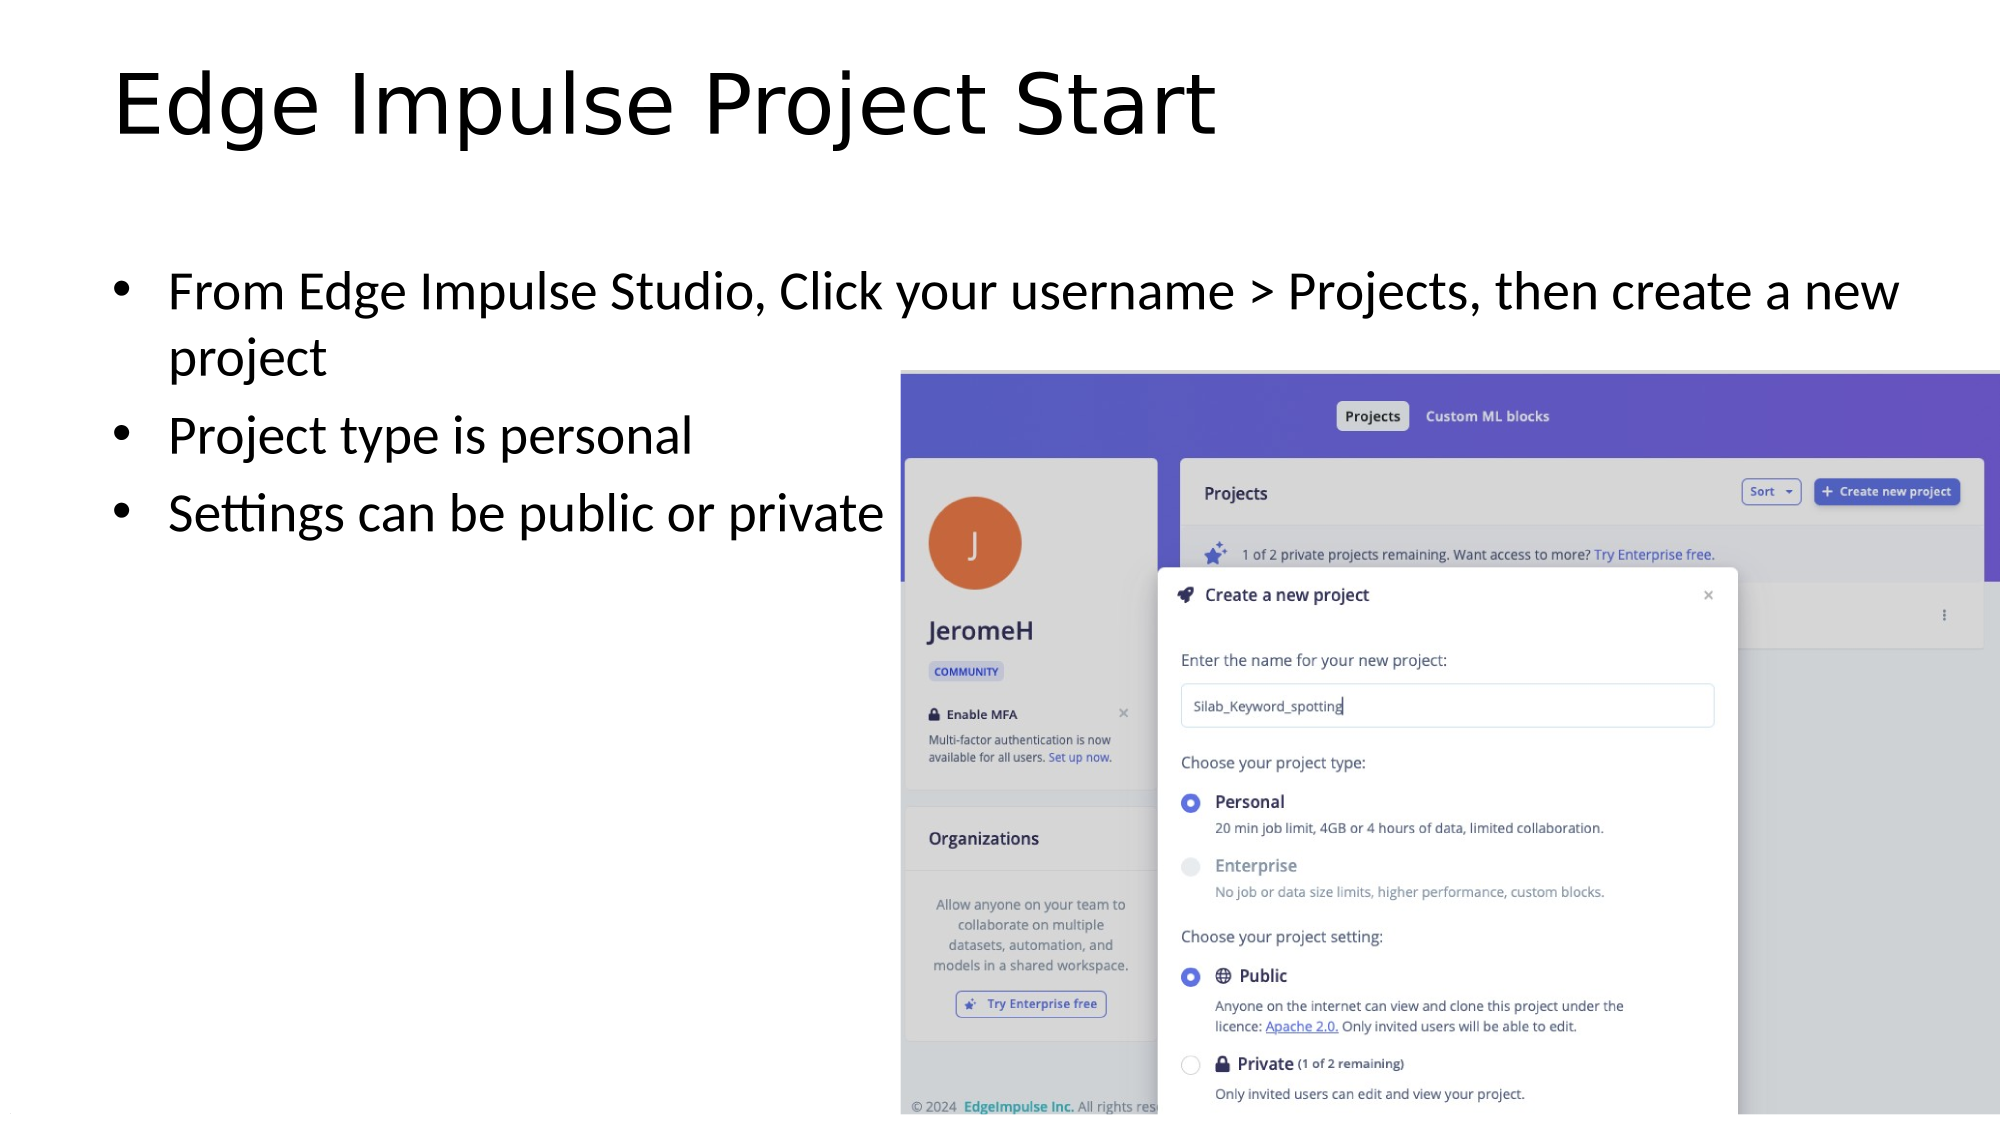 Edge Impulse Project Start
• From Edge Impulse Studio, Click your username > Projects, then create a new
project
• Project type is personal
• Settings can be public or private
Projects Custom ML blocks
J
JeromeH
COMMUNITY
Enable MFA ×
Multi-factor authentication is now
available for all users. Set up now.
Organizations
Allow anyone on your team to
collaborate on multiple
datasets, automation, and
models in a shared workspace.
Try Enterprise free
© 2024 EdgeImpulse Inc. All rights rese
Projects Sort + Create new project
1 of 2 private projects remaining. Want access to more? Try Enterprise free.
Create a new project ×
Enter the name for your new project:
Silab_Keyword_spotting
Choose your project type:
Personal
20 min job limit, 4GB or 4 hours of data, limited collaboration.
Enterprise
No job or data size limits, higher performance, custom blocks.
Choose your project setting:
Public
Anyone on the internet can view and clone this project under the
licence: Apache 2.0. Only invited users will be able to edit.
Private (1 of 2 remaining)
Only invited users can edit and view your project.